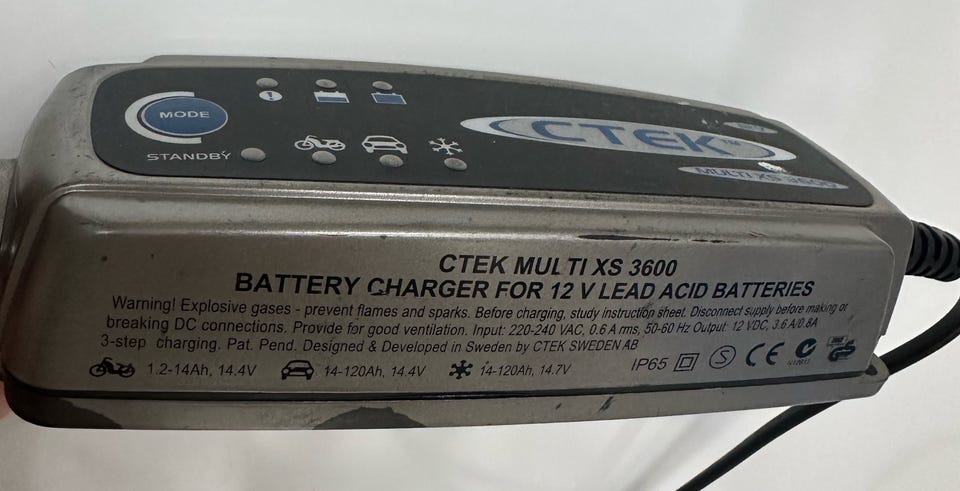 MODE
STANDBY
CTEK™
MULTI XS 3600
CTEK MULTI XS 3600
BATTERY CHARGER FOR 12 V LEAD ACID BATTERIES
Warning! Explosive gases - prevent flames and sparks. Before charging, study instruction sheet. Disconnect supply before making or
breaking DC connections. Provide for good ventilation. Input: 220-240 VAC, 0.6 A rms, 50-60 Hz Output: 12 VDC, 3.6 A/0.8A
3-step charging. Pat. Pend. Designed & Developed in Sweden by CTEK SWEDEN AB
1.2-14Ah, 14.4V 14-120Ah, 14.4V 14-120Ah, 14.7V IP65 S CE